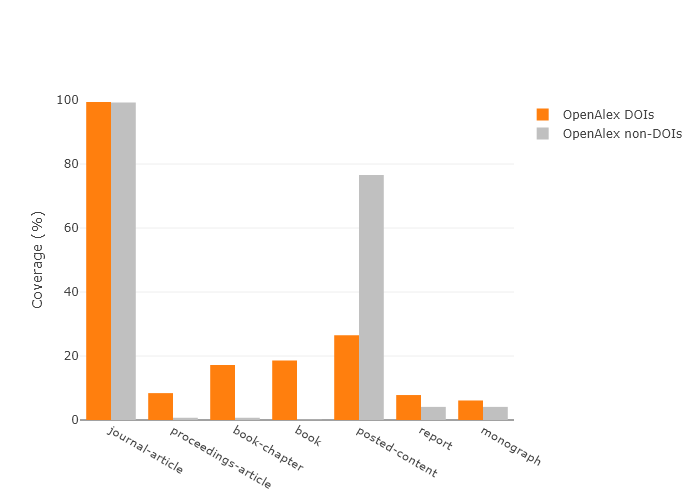 100
80
60
40
20
0
Coverage (%)
journal-article
proceedings-article
book-chapter
book
posted-content
report
monograph
OpenAlex DOIs
OpenAlex non-DOIs